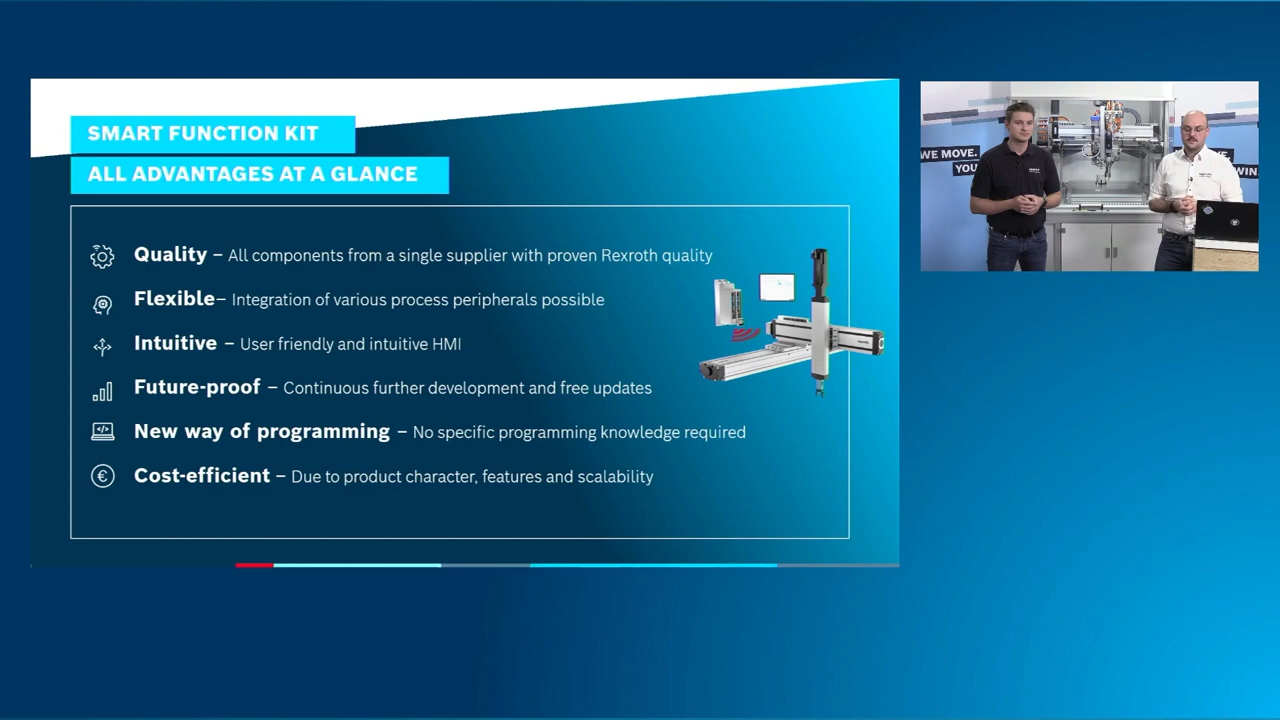 SMART FUNCTION KIT
ALL ADVANTAGES AT A GLANCE
Quality – All components from a single supplier with proven Rexroth quality
Flexible– Integration of various process peripherals possible
Intuitive – User friendly and intuitive HMI
Future-proof – Continuous further development and free updates
New way of programming – No specific programming knowledge required
Cost-efficient – Due to product character, features and scalability
WE MOVE.
YOU
WIN.